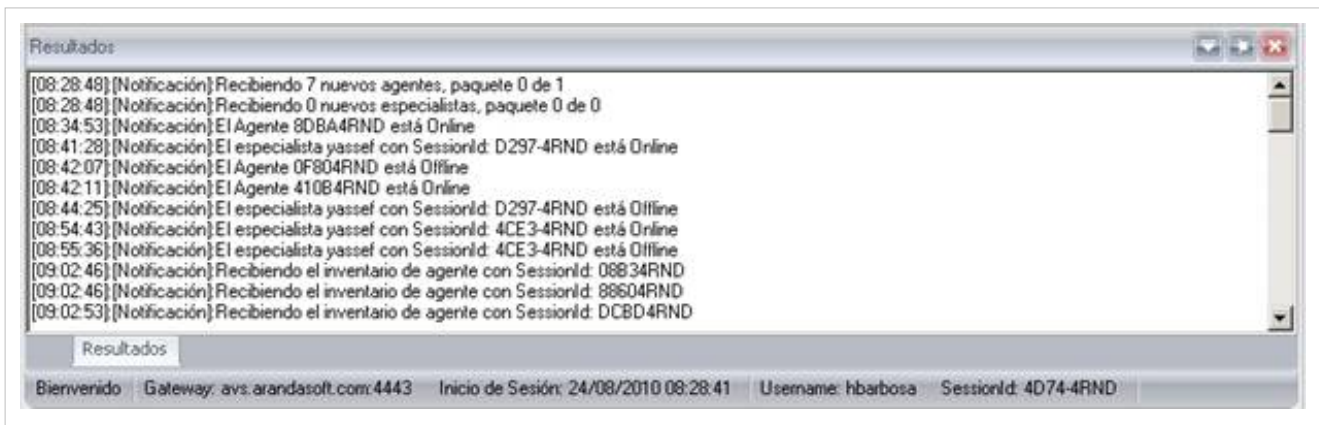 Resultados
[08:28:48]:[Notificación]:Recibiendo 7 nuevos agentes, paquete 0 de 1
[08:28:48]:[Notificación]:Recibiendo 0 nuevos especialistas, paquete 0 de 0
[08:34:53]:[Notificación]:El Agente 8DBA4RND está Online
[08:41:28]:[Notificación]:El especialista yassef con SessionId: D297-4RND está Online
[08:42:07]:[Notificación]:El Agente 0F804RND está Offline
[08:42:11]:[Notificación]:El Agente 410B4RND está Online
[08:44:25]:[Notificación]:El especialista yassef con SessionId: D297-4RND está Offline
[08:54:43]:[Notificación]:El especialista yassef con SessionId: 4CE3-4RND está Online
[08:55:36]:[Notificación]:El especialista yassef con SessionId: 4CE3-4RND está Offline
[09:02:46]:[Notificación]:Recibiendo el inventario de agente con SessionId: 08B34RND
[09:02:46]:[Notificación]:Recibiendo el inventario de agente con SessionId: 88604RND
[09:02:53]:[Notificación]:Recibiendo el inventario de agente con SessionId: DCBD4RND
Resultados
Bienvenido Gateway: avs.arandasoft.com:4443 Inicio de Sesión: 24/08/2010 08:28:41 Username: hbarbosa SessionId: 4D74-4RND